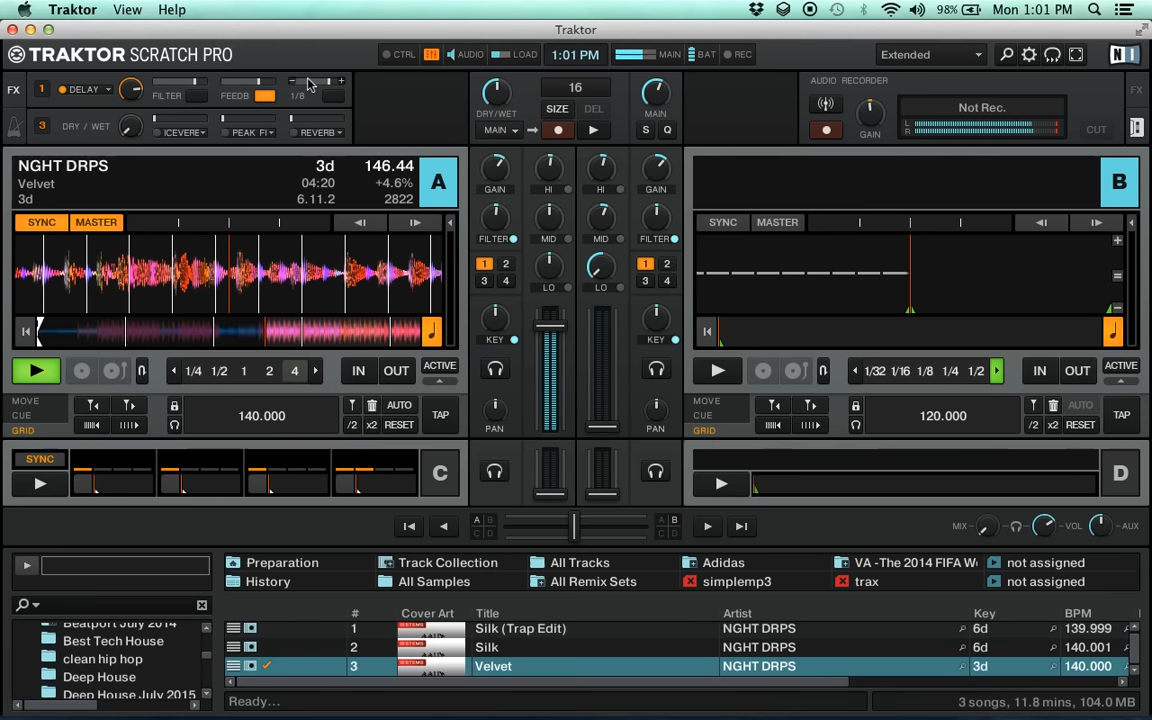 Traktor View Help 98% Mon 1:01 PM
Traktor
TRAKTOR SCRATCH PRO CTRL AUDIO LOAD 1:01 PM MAIN BAT REC Extended NI
FX 1 DELAY FILTER FEEDB 1/8
3 DRY / WET ICEVERB PEAK FI REVERB
DRY/WET 16 MAIN
SIZE DEL
MAIN S Q
AUDIO RECORDER
GAIN Not Rec. L R CUT
FX
NGHT DRPS 3d 146.44 A
Velvet 04:20 +4.6%
3d 6.11.2 2822
SYNC MASTER
GAIN HI HI GAIN
FILTER MID MID FILTER
1 2 LO LO 1 2
3 4 3 4
KEY KEY
PAN PAN
B
SYNC MASTER
1/4 1/2 1 2 4 IN OUT ACTIVE
MOVE
CUE
GRID
140.000 AUTO TAP
/2 x2 RESET
1/32 1/16 1/8 1/4 1/2 IN OUT ACTIVE
MOVE
CUE
GRID
120.000 AUTO TAP
/2 x2 RESET
SYNC C D
A B C D A B C D MIX VOL AUX
Preparation Track Collection All Tracks Adidas VA -The 2014 FIFA W not assigned
History All Samples All Remix Sets simplemp3 trax not assigned
Beatport July 2014
Best Tech House
clean hip hop
Deep House
Deep House July 2015
# Cover Art Title Artist Key BPM
1 Silk (Trap Edit) NGHT DRPS 6d 139.999
2 Silk NGHT DRPS 6d 140.001
3 Velvet NGHT DRPS 3d 140.000
Ready... 3 songs, 11.8 mins, 104.0 MB